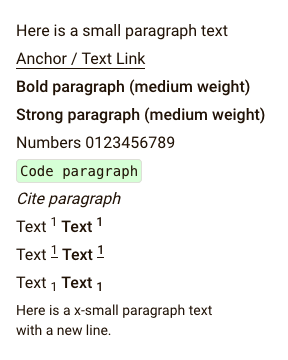 Here is a small paragraph text
Anchor / Text Link
Bold paragraph (medium weight)
Strong paragraph (medium weight)
Numbers 0123456789
Code paragraph
Cite paragraph
Text ¹ Text ¹
Text ¹ Text ¹
Text ₁ Text ₁
Here is a x-small paragraph text
with a new line.